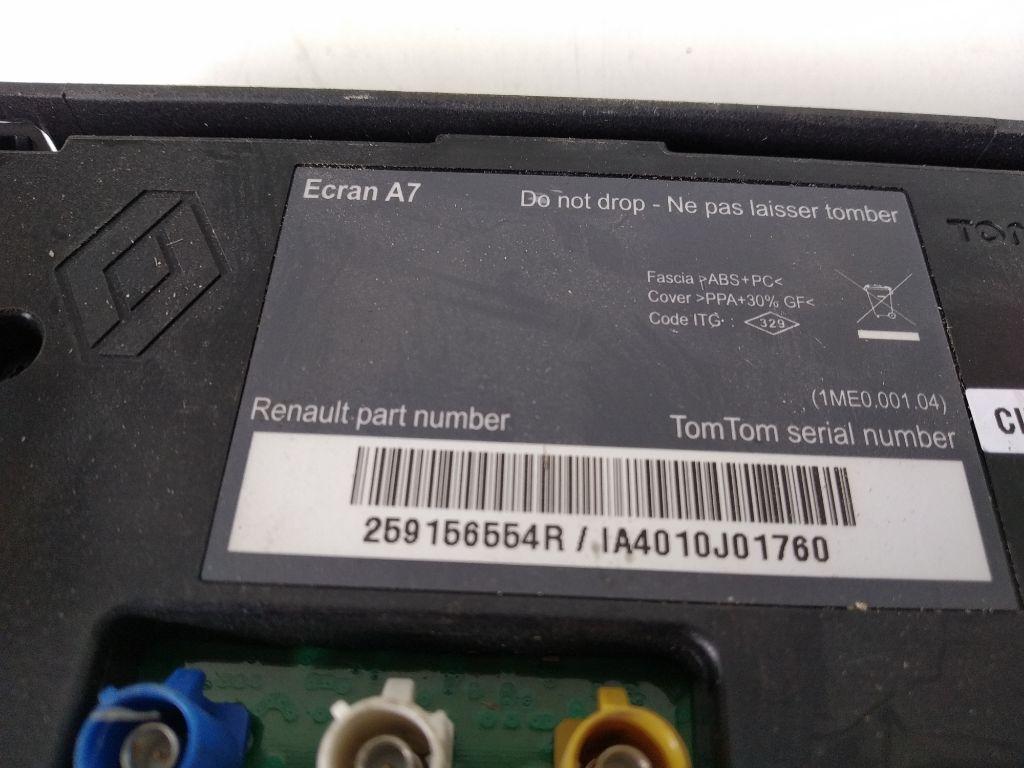 Ecran A7
Do not drop - Ne pas laisser tomber
Fascia >ABS+PC<
Cover >PPA+30% GF<
Code ITG : 329
(1ME0.001.04)
Renault part number
TomTom serial number
259156554R / IA4010J01760